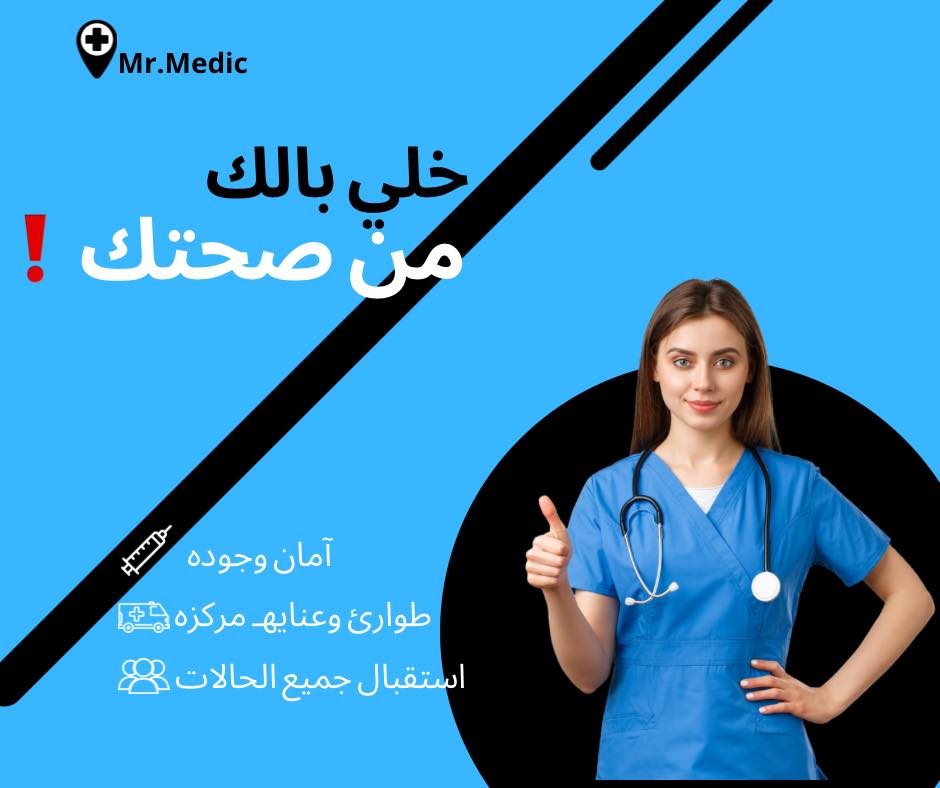 Mr.Medic
خلي بالك
من صحتك !
آمان وجوده
طوارئ وعنايهـ مركزه
استقبال جميع الحالات